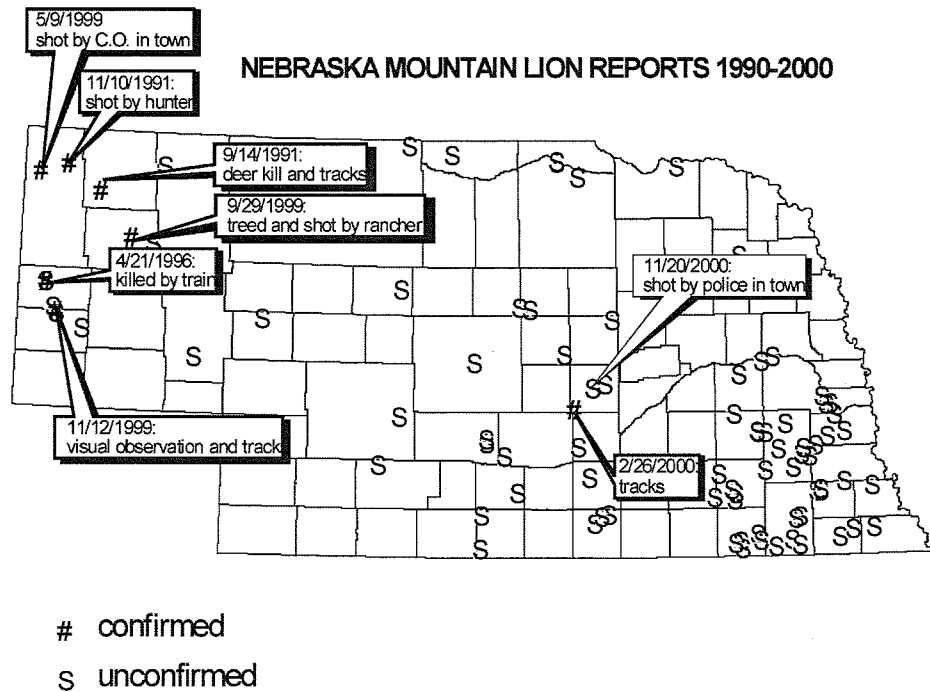 5/9/1999
shot by C.O. in town
NEBRASKA MOUNTAIN LION REPORTS 1990-2000
11/10/1991:
shot by hunter
9/14/1991:
deer kill and tracks
9/29/1999:
treed and shot by rancher
4/21/1996:
killed by train
11/20/2000:
shot by police in town
11/12/1999:
visual observation and track
2/26/2000:
tracks
# confirmed
S unconfirmed